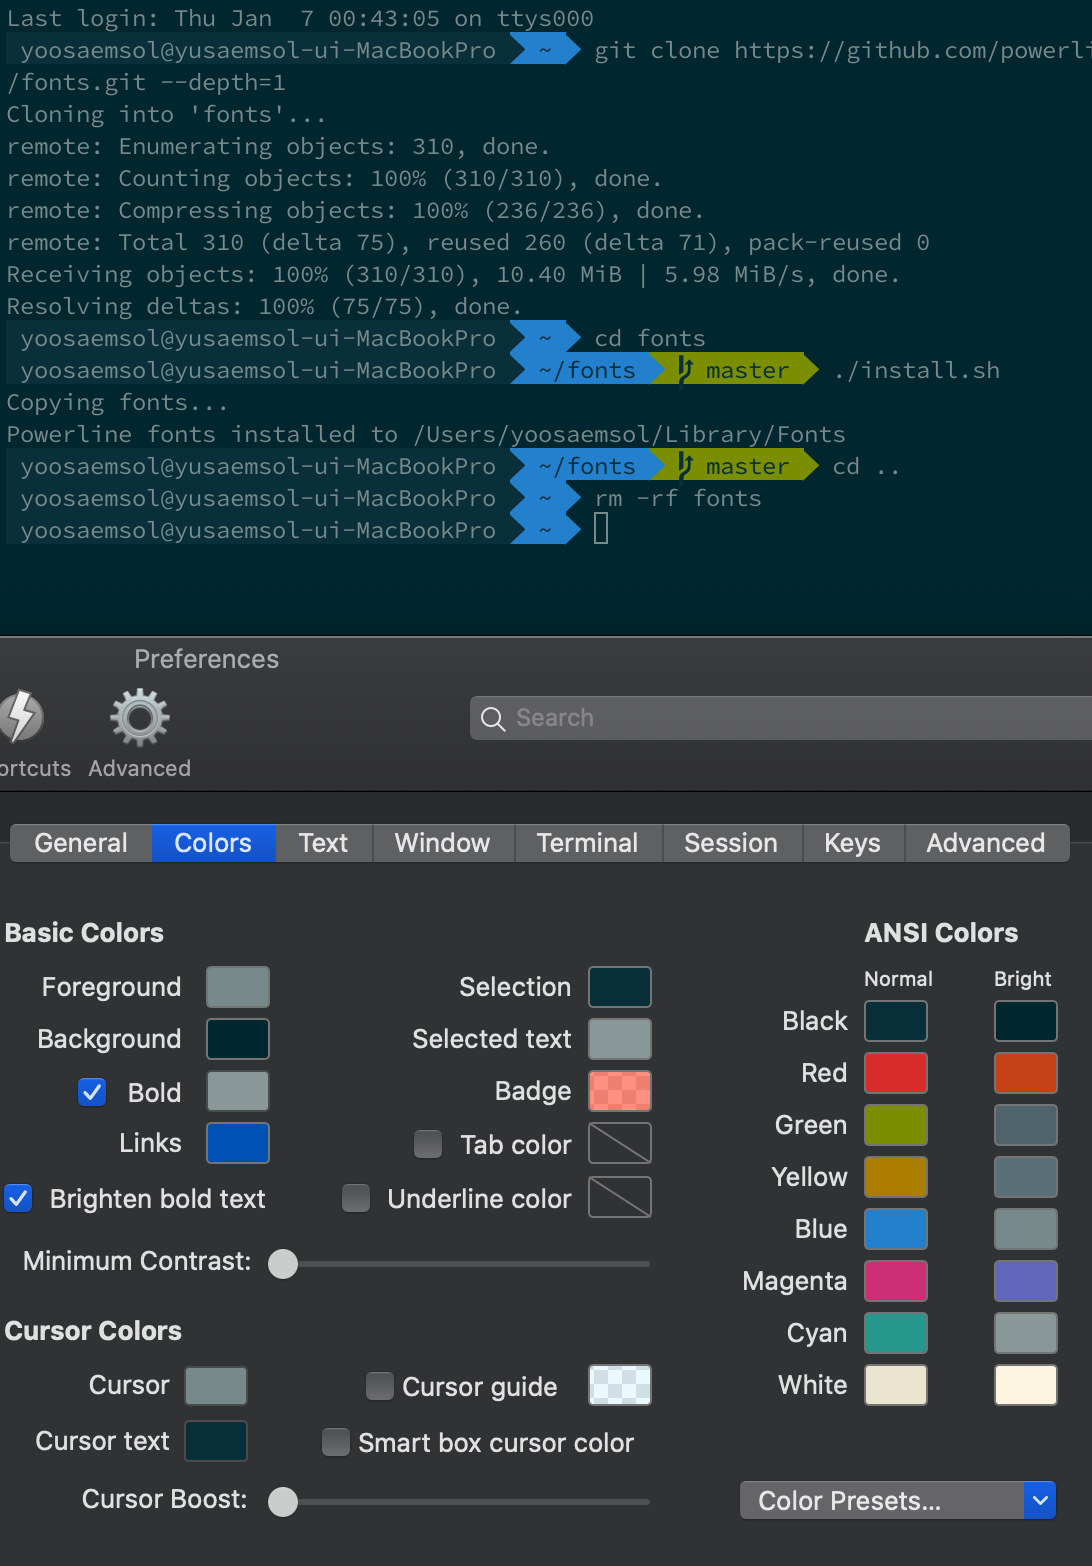 Last login: Thu Jan  7 00:43:05 on ttys000
yoosaemsol@yusaemsol-ui-MacBookPro ~ git clone https://github.com/powerli
/fonts.git --depth=1
Cloning into 'fonts'...
remote: Enumerating objects: 310, done.
remote: Counting objects: 100% (310/310), done.
remote: Compressing objects: 100% (236/236), done.
remote: Total 310 (delta 75), reused 260 (delta 71), pack-reused 0
Receiving objects: 100% (310/310), 10.40 MiB | 5.98 MiB/s, done.
Resolving deltas: 100% (75/75), done.
yoosaemsol@yusaemsol-ui-MacBookPro ~ cd fonts
yoosaemsol@yusaemsol-ui-MacBookPro ~/fonts master ./install.sh
Copying fonts...
Powerline fonts installed to /Users/yoosaemsol/Library/Fonts
yoosaemsol@yusaemsol-ui-MacBookPro ~/fonts master cd ..
yoosaemsol@yusaemsol-ui-MacBookPro ~ rm -rf fonts
yoosaemsol@yusaemsol-ui-MacBookPro ~
Preferences
Search
ortcuts Advanced
General Colors Text Window Terminal Session Keys Advanced
Basic Colors
Foreground
Background
Bold
Links
Brighten bold text
Selection
Selected text
Badge
Tab color
Underline color
Minimum Contrast:
Cursor Colors
Cursor
Cursor text
Cursor guide
Smart box cursor color
Cursor Boost:
ANSI Colors
Normal Bright
Black
Red
Green
Yellow
Blue
Magenta
Cyan
White
Color Presets...